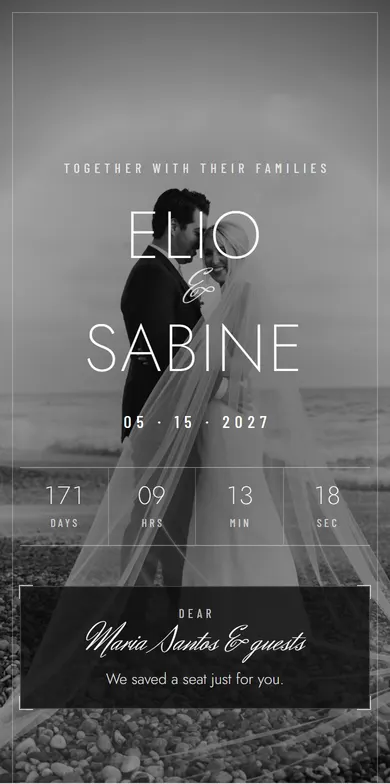 TOGETHER WITH THEIR FAMILIES
ELIO
&
SABINE
05 · 15 · 2027
171 09 13 18
DAYS HRS MIN SEC
DEAR
Maria Santos & guests
We saved a seat just for you.